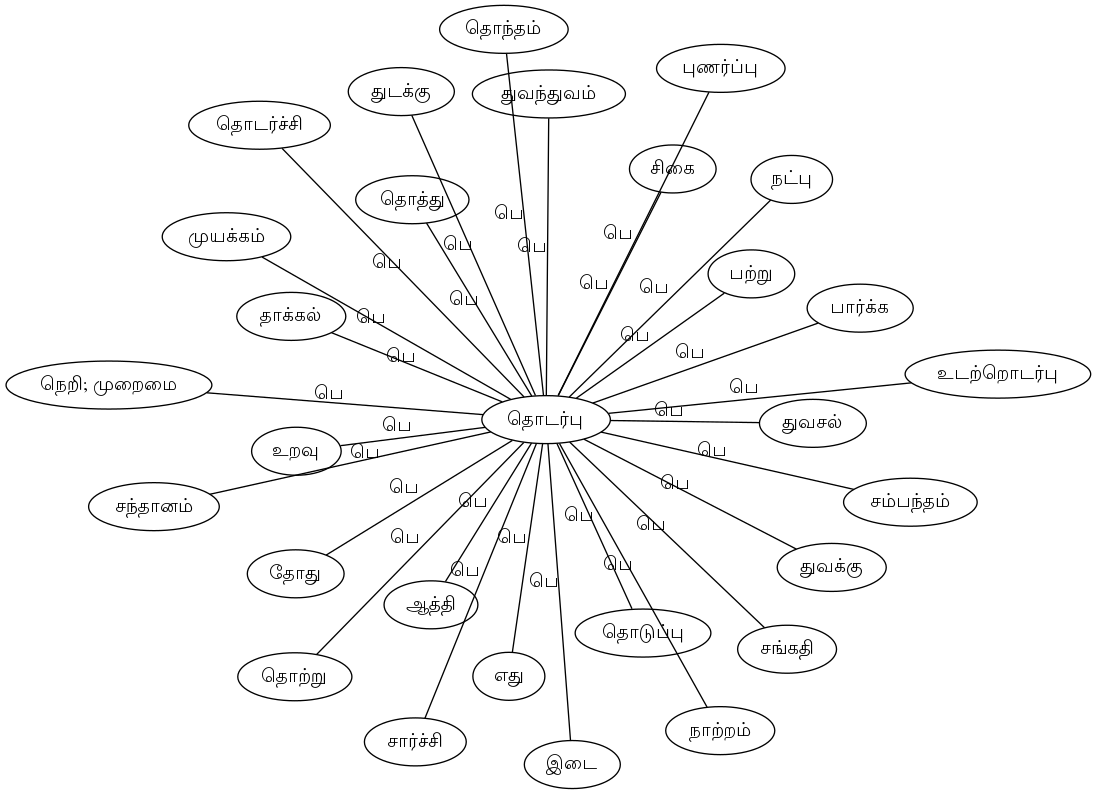 தொந்தம்
புணர்ப்பு
துடக்கு
துவந்துவம்
தொடர்ச்சி
சிகை
நட்பு
தொத்து
பெ
பெ
முயக்கம்
பெ
பெ
பெ
பற்று
பெ
பெ
பெ
தாக்கல்
பெ
பெ
பார்க்க
பெ
பெ
பெ
நெறி; முறைமை
பெ
பெ
உடற்றொடர்பு
பெ
தொடர்பு
பெ
துவசல்
உறவு
பெ
பெ
சந்தானம்
பெ
பெ
பெ
சம்பந்தம்
பெ
பெ
பெ
பெ
தோது
பெ
பெ
பெ
துவக்கு
ஆத்தி
தொடுப்பு
சங்கதி
தொற்று
எது
சார்ச்சி
நாற்றம்
இடை